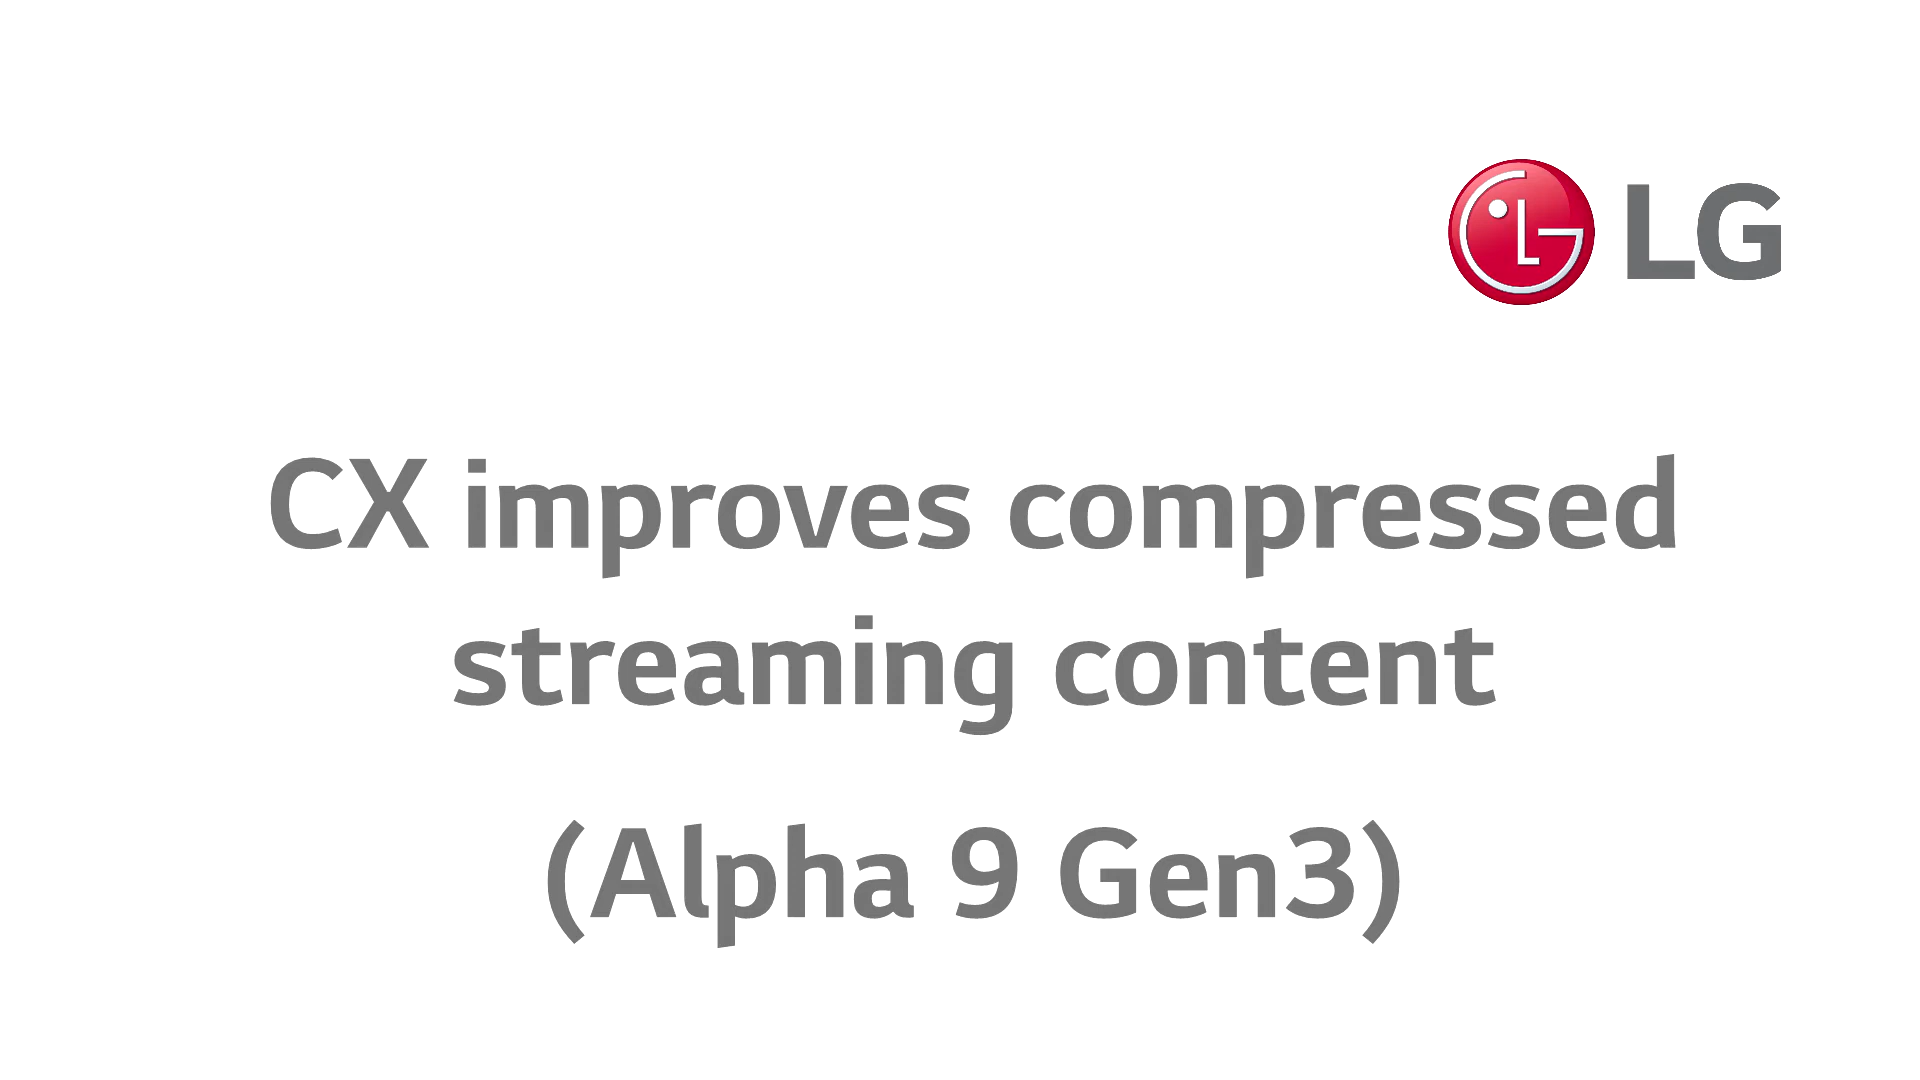 LG
CX improves compressed
streaming content
(Alpha 9 Gen3)